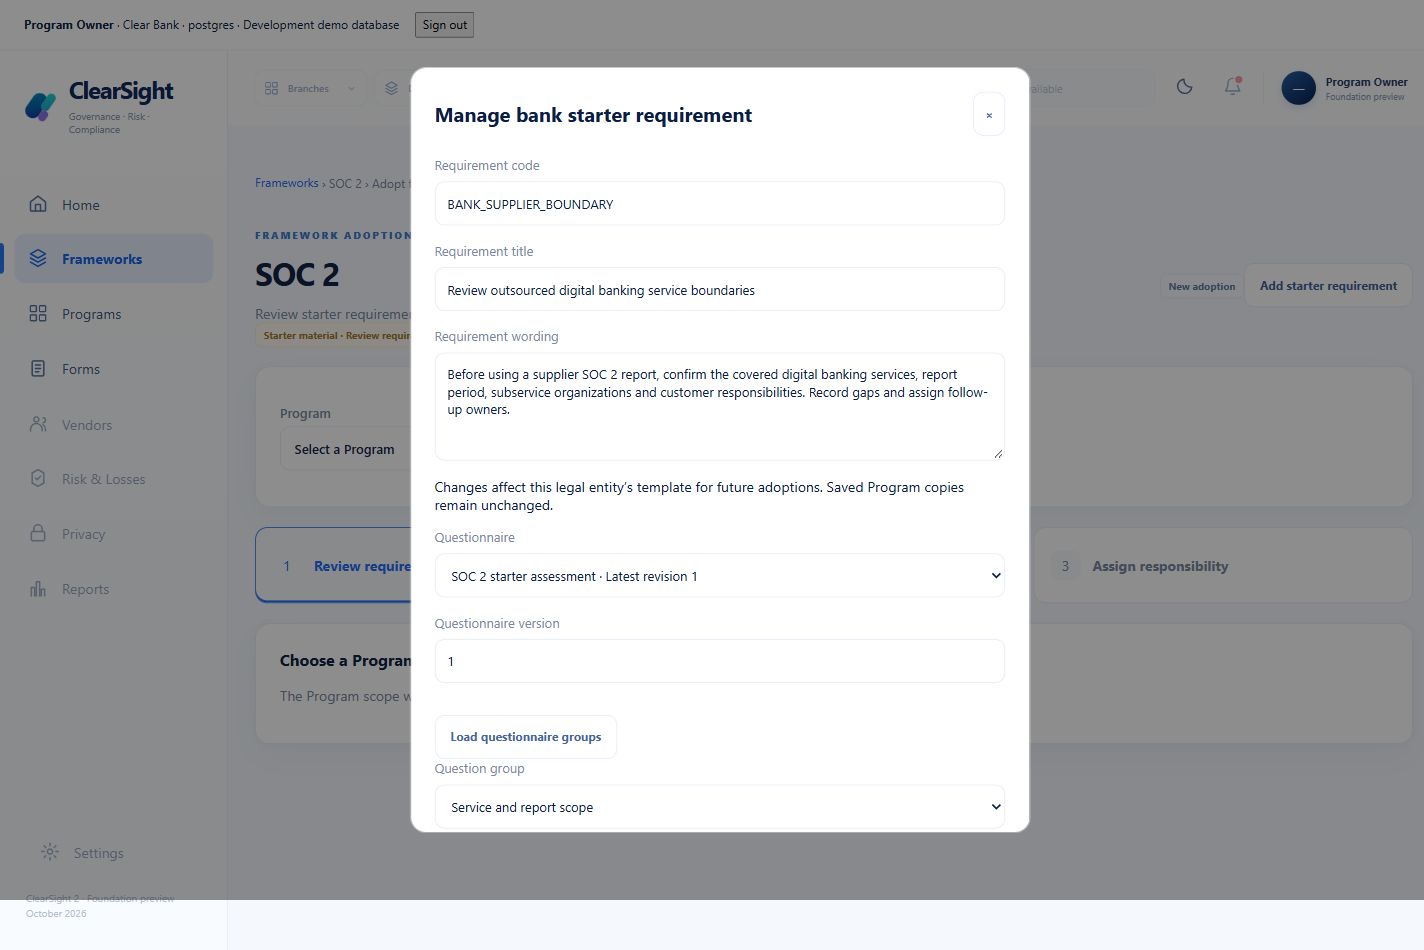 Program Owner · Clear Bank · postgres · Development demo database
Sign out
ClearSight
Governance · Risk ·
Compliance
Branches
Program Owner
Foundation preview
Home
Frameworks
Programs
Forms
Vendors
Risk & Losses
Privacy
Reports
Settings
ClearSight 2 · Foundation preview
October 2026
Frameworks › SOC 2 › Adopt
FRAMEWORK ADOPTION
SOC 2
Review starter
Starter material · Review
New adoption
Add starter requirement
Program
Select a Program
1
Review
3
Assign responsibility
Choose a
The Program scope
Manage bank starter requirement
×
Requirement code
BANK_SUPPLIER_BOUNDARY
Requirement title
Review outsourced digital banking service boundaries
Requirement wording
Before using a supplier SOC 2 report, confirm the covered digital banking services, report
period, subservice organizations and customer responsibilities. Record gaps and assign follow-
up owners.
Changes affect this legal entity's template for future adoptions. Saved Program copies
remain unchanged.
Questionnaire
SOC 2 starter assessment · Latest revision 1
Questionnaire version
1
Load questionnaire groups
Question group
Service and report scope